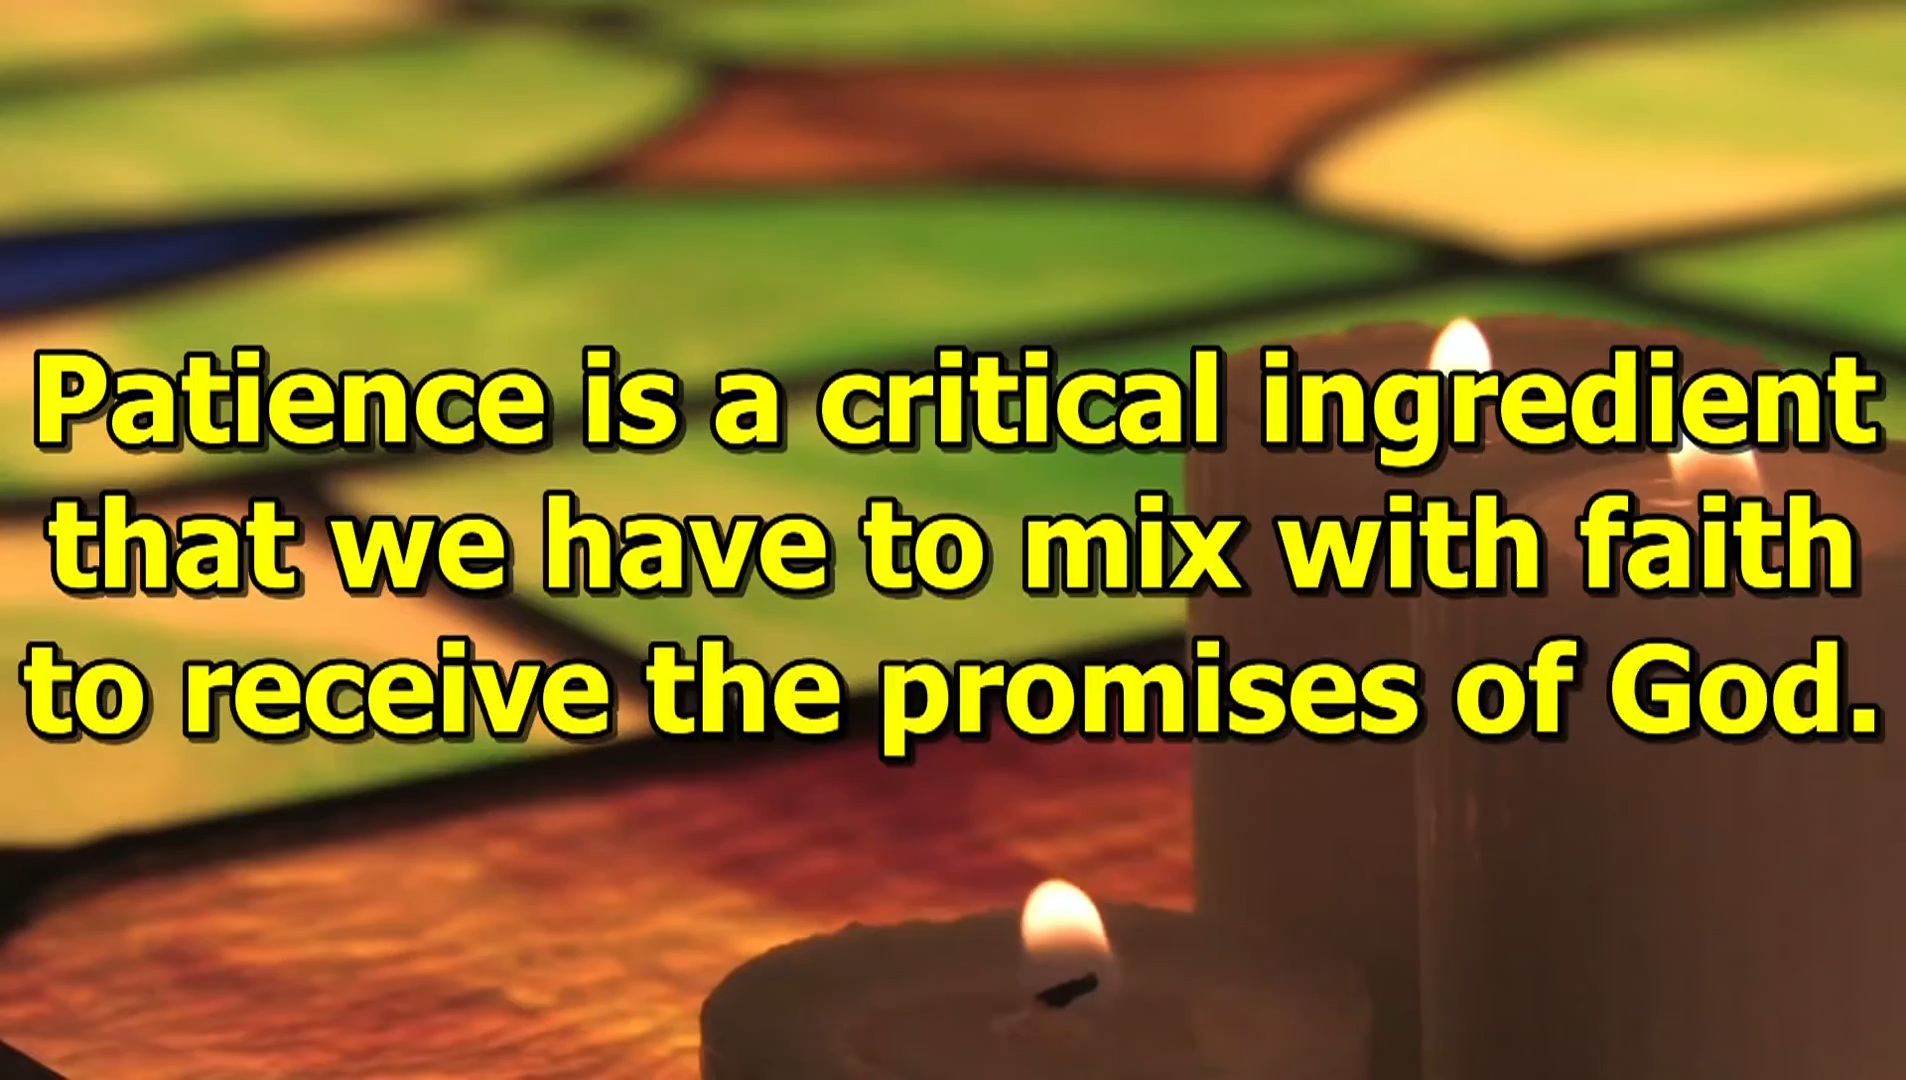 Patience is a critical ingredient
that we have to mix with faith
to receive the promises of God.